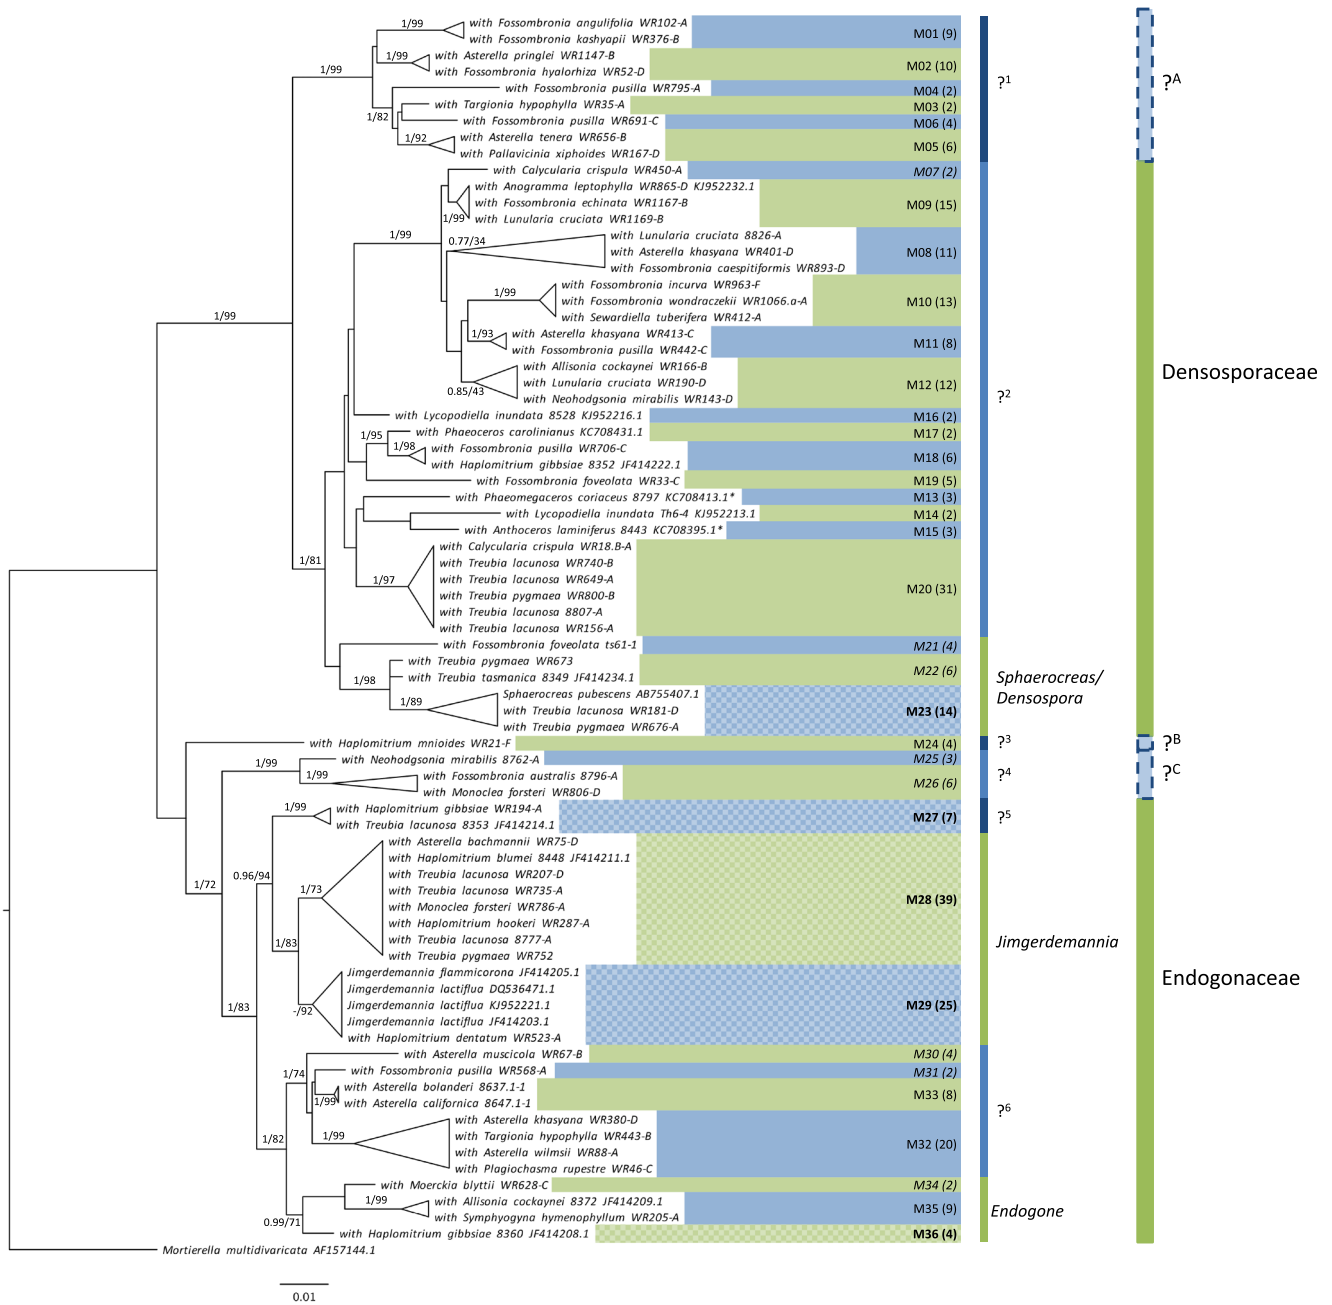 1/99
with Fossombronia angulifolia WR102-A
M01 (9)
with Fossombronia kashyapii WR376-B
1/99
with Asterella pringlei WR1147-B
M02 (10)
1/99
with Fossombronia hyalorhiza WR52-D
?1
?A
with Fossombronia pusilla WR795-A
M04 (2)
with Targionia hypophylla WR35-A
M03 (2)
1/82
with Fossombronia pusilla WR691-C
M06 (4)
1/92
with Asterella tenera WR656-B
M05 (6)
with Pallavicinia xiphoides WR167-D
with Calycularia crispula WR450-A
M07 (2)
with Anogramma leptophylla WR865-D KJ952232.1
with Fossombronia echinata WR1167-B
M09 (15)
1/99
with Lunularia cruciata WR1169-B
1/99
with Lunularia cruciata 8826-A
0.77/34
with Asterella khasyana WR401-D
M08 (11)
with Fossombronia caespitiformis WR893-D
with Fossombronia incurva WR963-F
1/99
with Fossombronia wondraczekii WR1066.a-A
M10 (13)
with Sewardiella tuberifera WR412-A
1/99
1/93
with Asterella khasyana WR413-C
M11 (8)
with Fossombronia pusilla WR442-C
with Allisonia cockaynei WR166-B
Densosporaceae
with Lunularia cruciata WR190-D
M12 (12)
0.85/43
with Neohodgsonia mirabilis WR143-D
?2
with Lycopodiella inundata 8528 KJ952216.1
M16 (2)
1/95
with Phaeoceros carolinianus KC708431.1
M17 (2)
1/98
with Fossombronia pusilla WR706-C
M18 (6)
with Haplomitrium gibbsiae 8352 JF414222.1
with Fossombronia foveolata WR33-C
M19 (5)
with Phaeomegaceros coriaceus 8797 KC708413.1*
M13 (3)
with Lycopodiella inundata Th6-4 KJ952213.1
M14 (2)
with Anthoceros laminiferus 8443 KC708395.1*
M15 (3)
with Calycularia crispula WR18.B-A
1/81
with Treubia lacunosa WR740-B
1/97
with Treubia lacunosa WR649-A
M20 (31)
with Treubia pygmaea WR800-B
with Treubia lacunosa 8807-A
with Treubia lacunosa WR156-A
with Fossombronia foveolata ts61-1
M21 (4)
with Treubia pygmaea WR673
M22 (6)
1/98
with Treubia tasmanica 8349 JF414234.1
Sphaerocreas/
Densospora
1/89
Sphaerocreas pubescens AB755407.1
with Treubia lacunosa WR181-D
M23 (14)
with Treubia pygmaea WR676-A
with Haplomitrium mnioides WR21-F
M24 (4)
?3
?B
1/99
with Neohodgsonia mirabilis 8762-A
M25 (3)
1/99
with Fossombronia australis 8796-A
M26 (6)
?4
?C
with Monoclea forsteri WR806-D
1/99
with Haplomitrium gibbsiae WR194-A
M27 (7)
?5
with Treubia lacunosa 8353 JF414214.1
with Asterella bachmannii WR75-D
with Haplomitrium blumei 8448 JF414211.1
0.96/94
with Treubia lacunosa WR207-D
1/72
1/73
with Treubia lacunosa WR735-A
M28 (39)
with Monoclea forsteri WR786-A
with Haplomitrium hookeri WR287-A
1/83
with Treubia lacunosa 8777-A
Jimgerdemannia
with Treubia pygmaea WR752
Jimgerdemannia flammicorona JF414205.1
Endogonaceae
Jimgerdemannia lactiflua DQ536471.1
1/83
-/92
Jimgerdemannia lactiflua KJ952221.1
M29 (25)
Jimgerdemannia lactiflua JF414203.1
with Haplomitrium dentatum WR523-A
with Asterella muscicola WR67-B
M30 (4)
1/74
with Fossombronia pusilla WR568-A
M31 (2)
with Asterella bolanderi 8637.1-1
M33 (8)
1/99
with Asterella californica 8647.1-1
?6
with Asterella khasyana WR380-D
1/82
1/99
with Targionia hypophylla WR443-B
M32 (20)
with Asterella wilmsii WR88-A
with Plagiochasma rupestre WR46-C
with Moerckia blyttii WR628-C
M34 (2)
1/99
with Allisonia cockaynei 8372 JF414209.1
M35 (9)
Endogone
0.99/71
with Symphyogyna hymenophyllum WR205-A
with Haplomitrium gibbsiae 8360 JF414208.1
M36 (4)
Mortierella multidivaricata AF157144.1
0.01